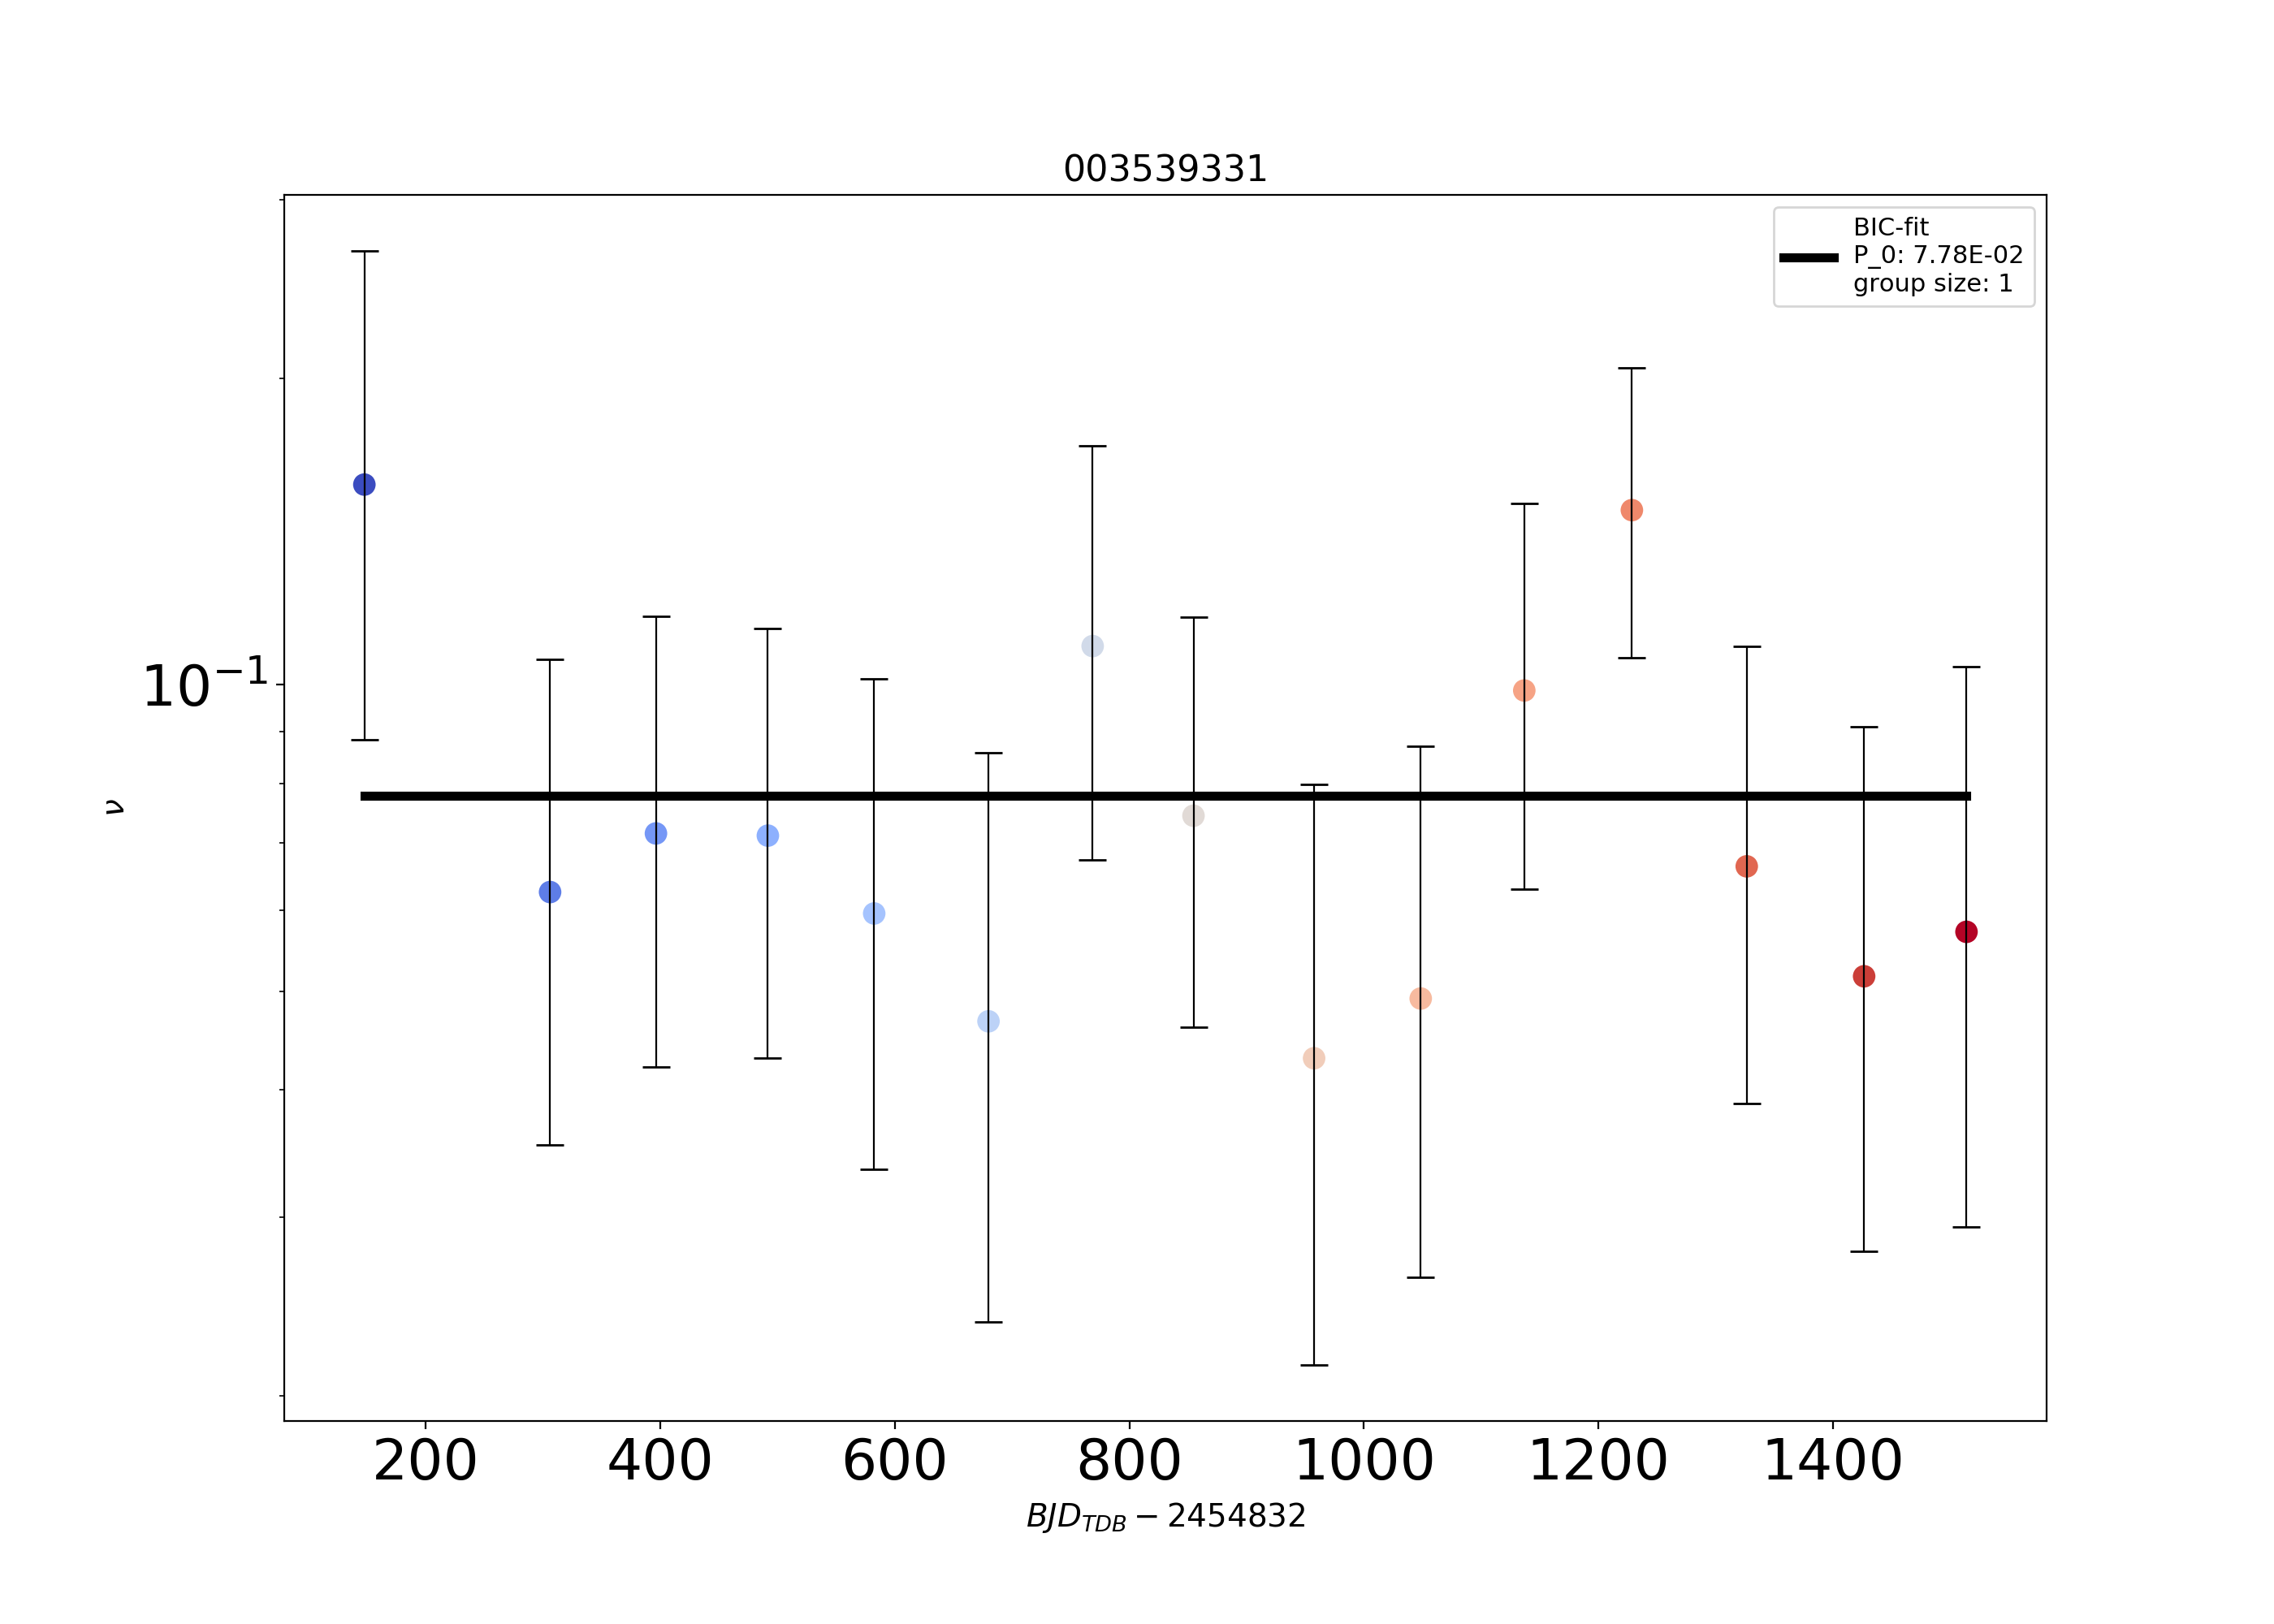 003539331
BIC-fit
P_0: 7.78E-02
group size: 1
10⁻¹
ν
200 400 600 800 1000 1200 1400
BJD_TDB − 2454832